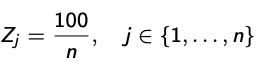 Z_j = 100/n, j ∈ {1, . . . , n}